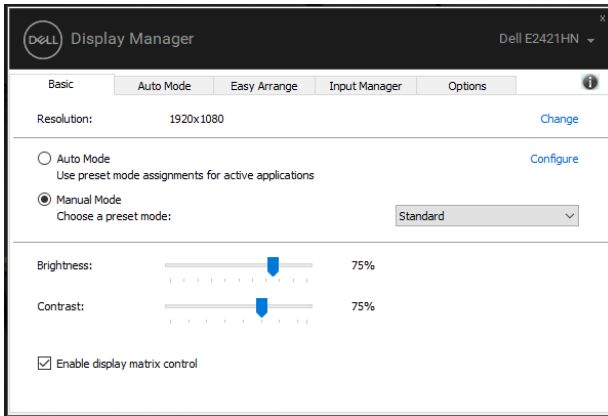 DELL Display Manager Dell E2421HN
x
Basic Auto Mode Easy Arrange Input Manager Options i
Resolution: 1920x1080 Change
Auto Mode Configure
Use preset mode assignments for active applications
Manual Mode
Choose a preset mode: Standard
Brightness: 75%
Contrast: 75%
Enable display matrix control